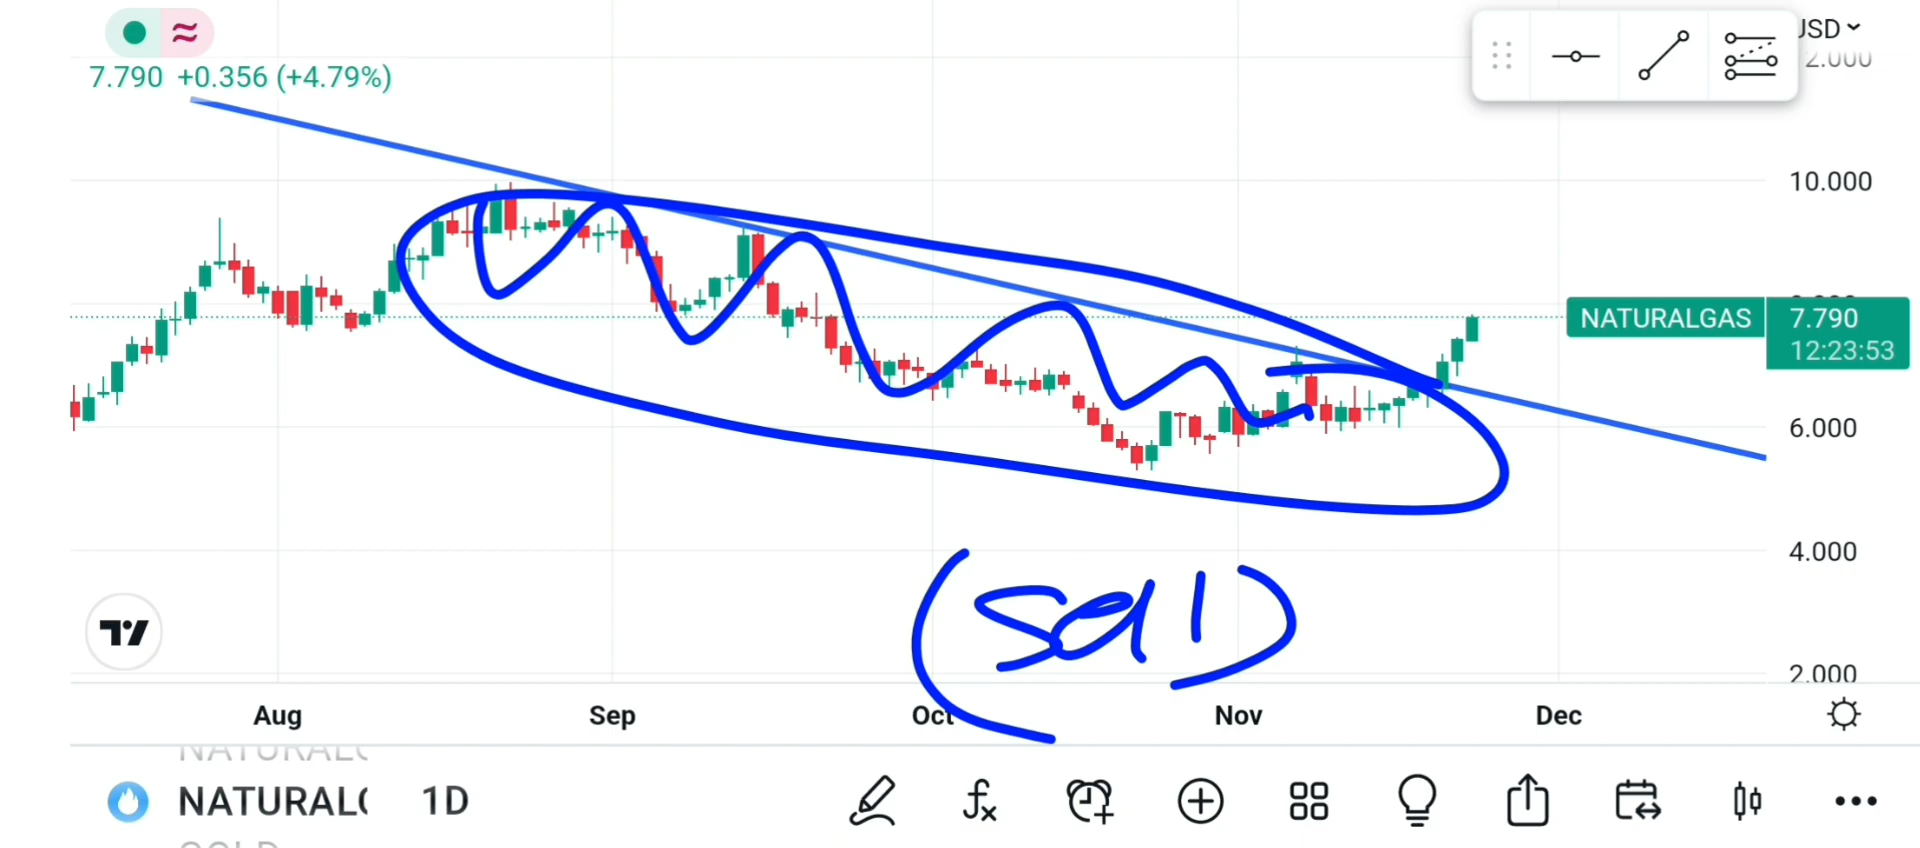 USD
7.790 +0.356 (+4.79%)
2.000
10.000
NATURALGAS 7.790
12:23:53
6.000
4.000
(Sell)
2.000
Aug Sep Oct Nov Dec
NATURAL
1D
GOLD